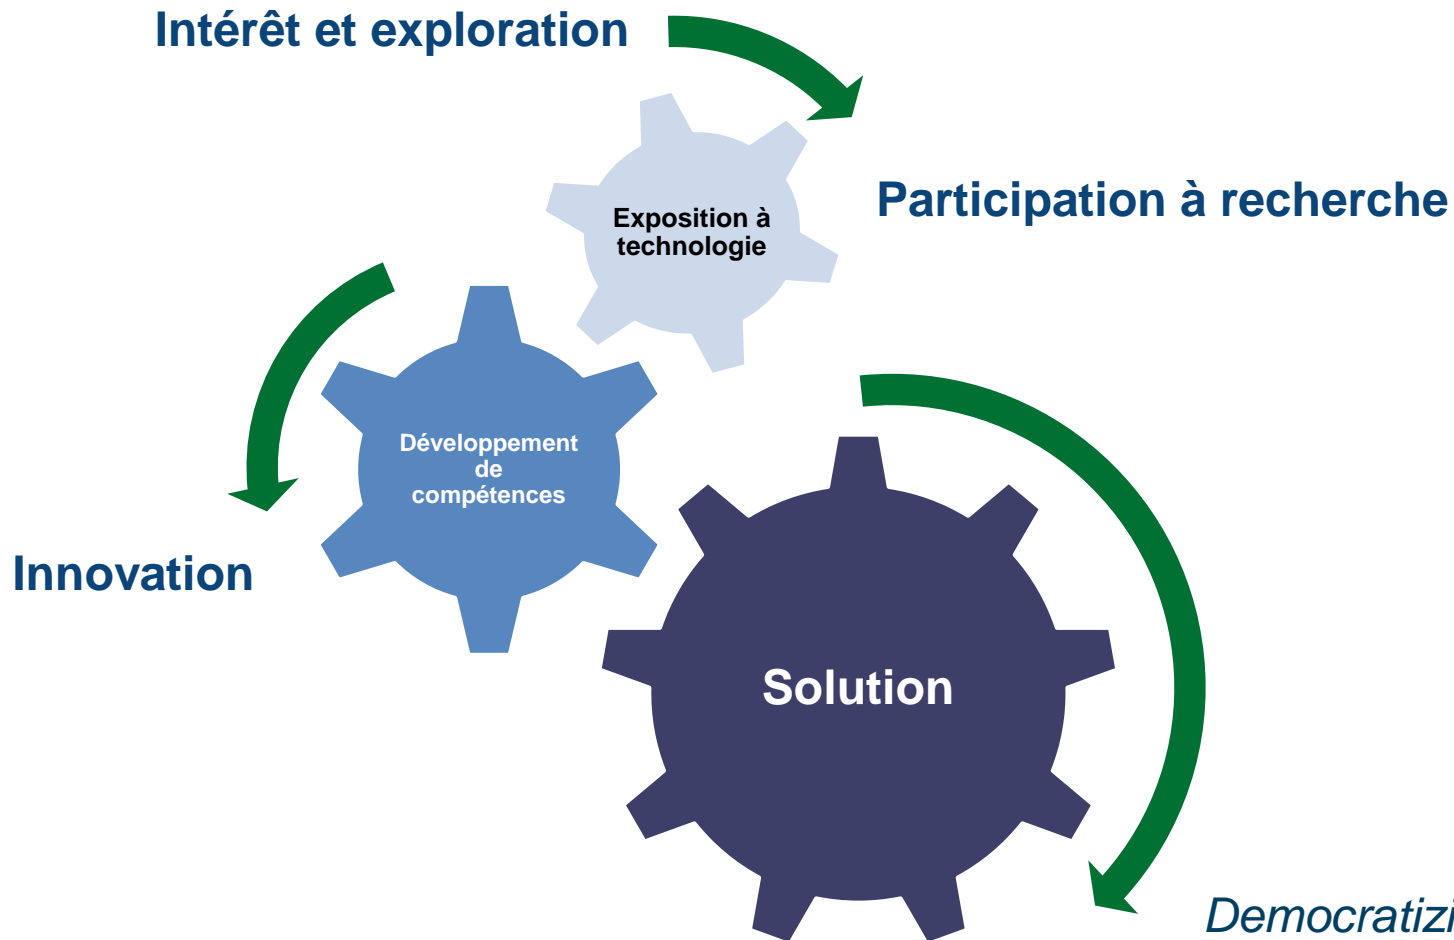 Intérêt et exploration
Participation à recherche
Exposition à
technologie
Développement
de
compétences
Innovation
Solution